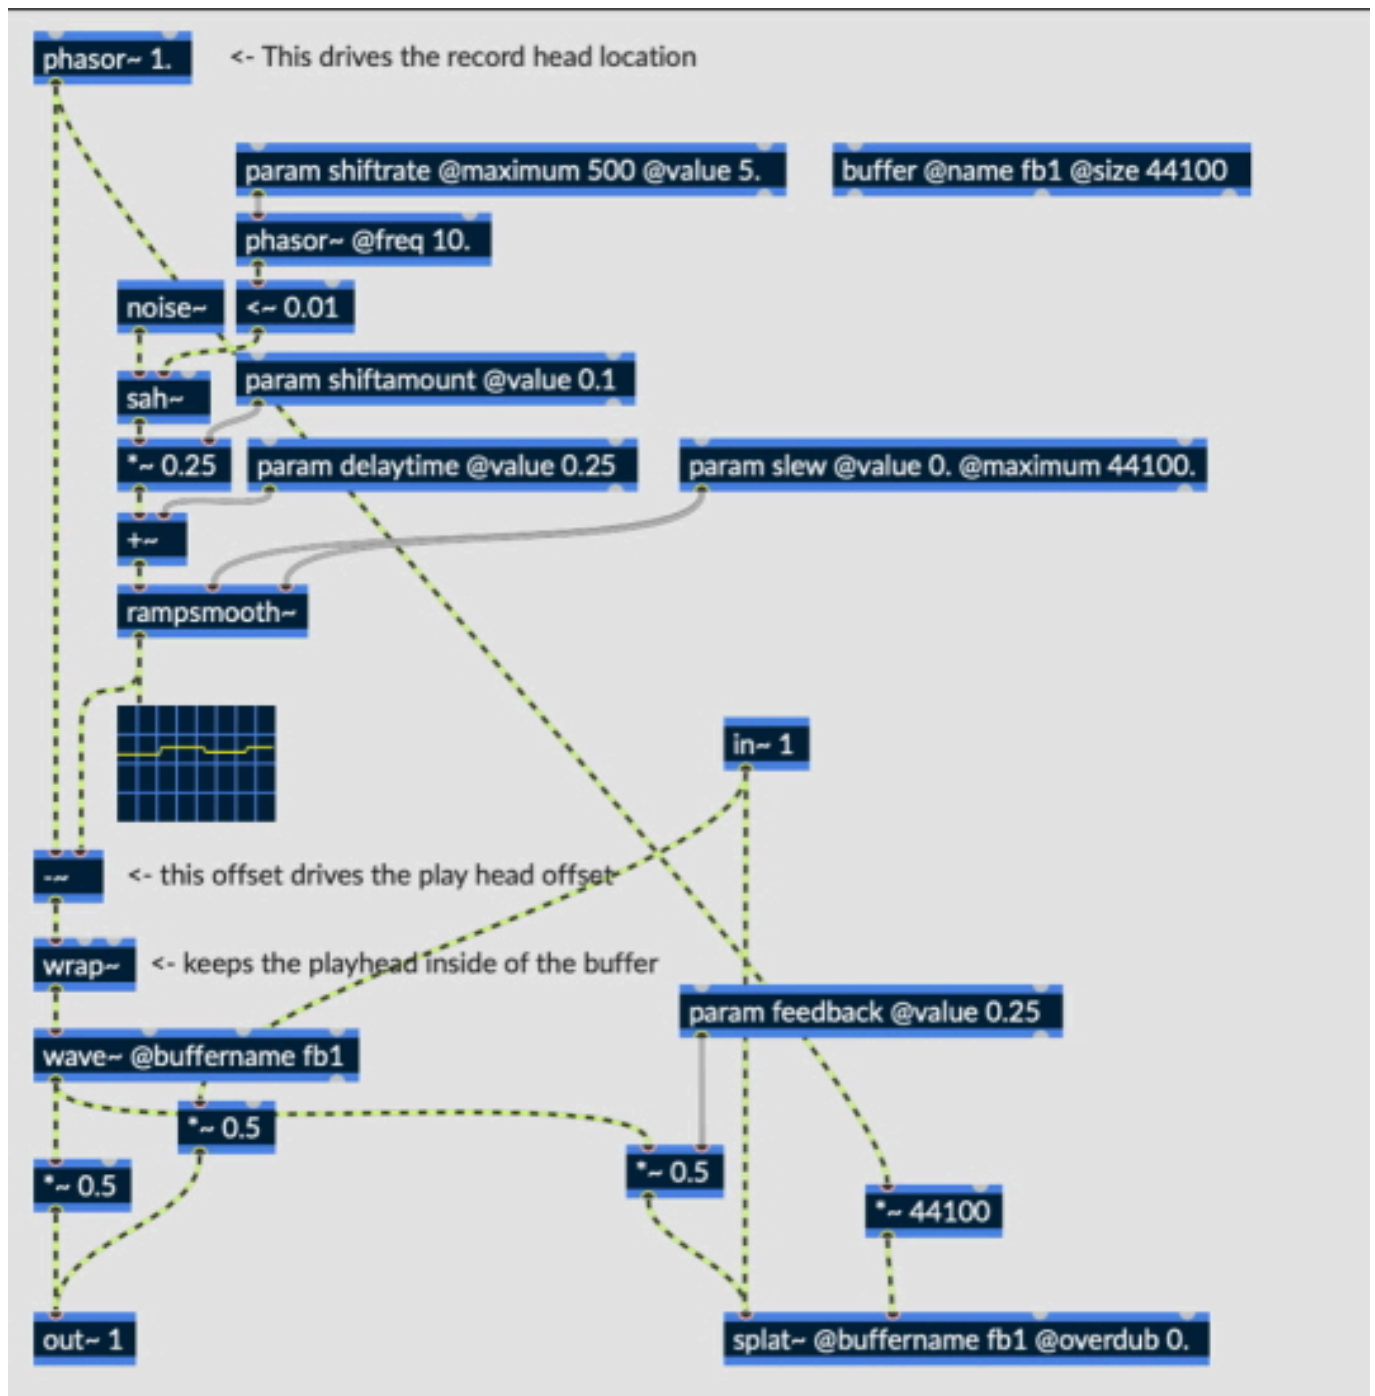 phasor~ 1.
<- This drives the record head location
param shiftrate @maximum 500 @value 5.
buffer @name fb1 @size 44100
phasor~ @freq 10.
noise~
<~ 0.01
param shiftamount @value 0.1
sah~
*~ 0.25
param delaytime @value 0.25
param slew @value 0. @maximum 44100.
+~
rampsmooth~
in~ 1
-~
<- this offset drives the play head offset
wrap~
<- keeps the playhead inside of the buffer
param feedback @value 0.25
wave~ @buffername fb1
*~ 0.5
*~ 0.5
*~ 0.5
*~ 44100
out~ 1
splat~ @buffername fb1 @overdub 0.